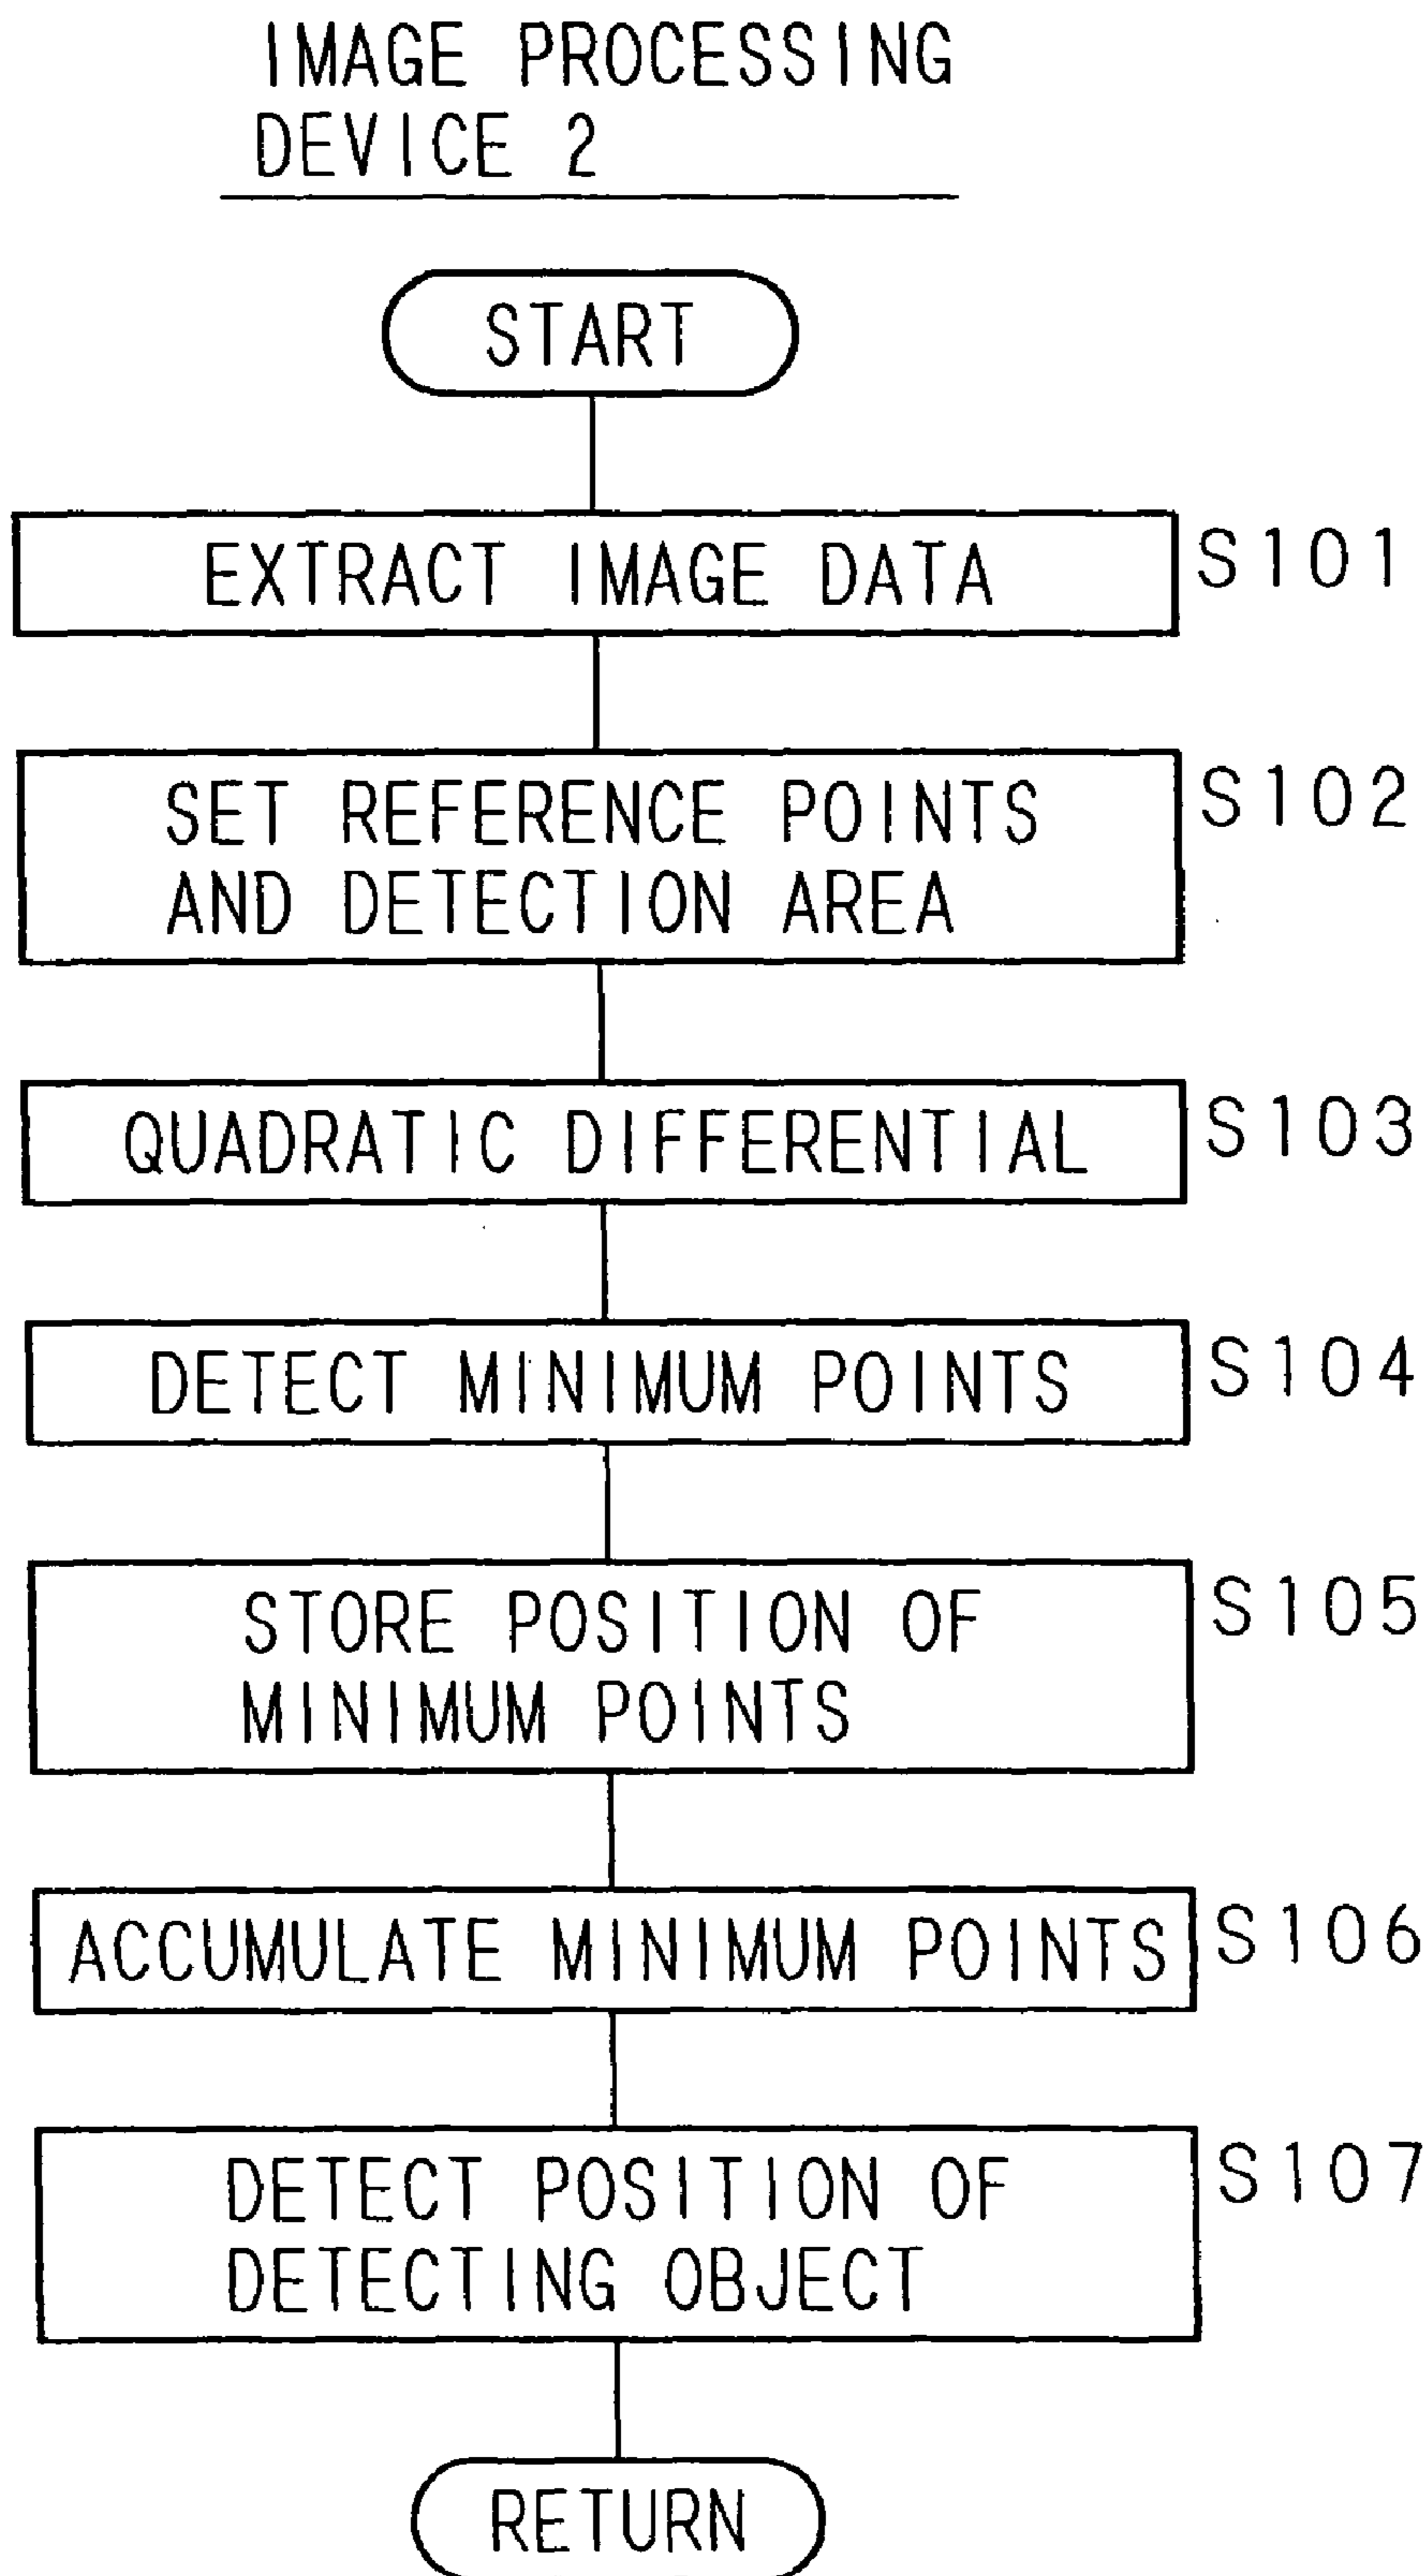 IMAGE PROCESSING
DEVICE 2
START
EXTRACT IMAGE DATA
S101
SET REFERENCE POINTS
AND DETECTION AREA
S102
QUADRATIC DIFFERENTIAL
S103
DETECT MINIMUM POINTS
S104
STORE POSITION OF
MINIMUM POINTS
S105
ACCUMULATE MINIMUM POINTS
S106
DETECT POSITION OF
DETECTING OBJECT
S107
RETURN